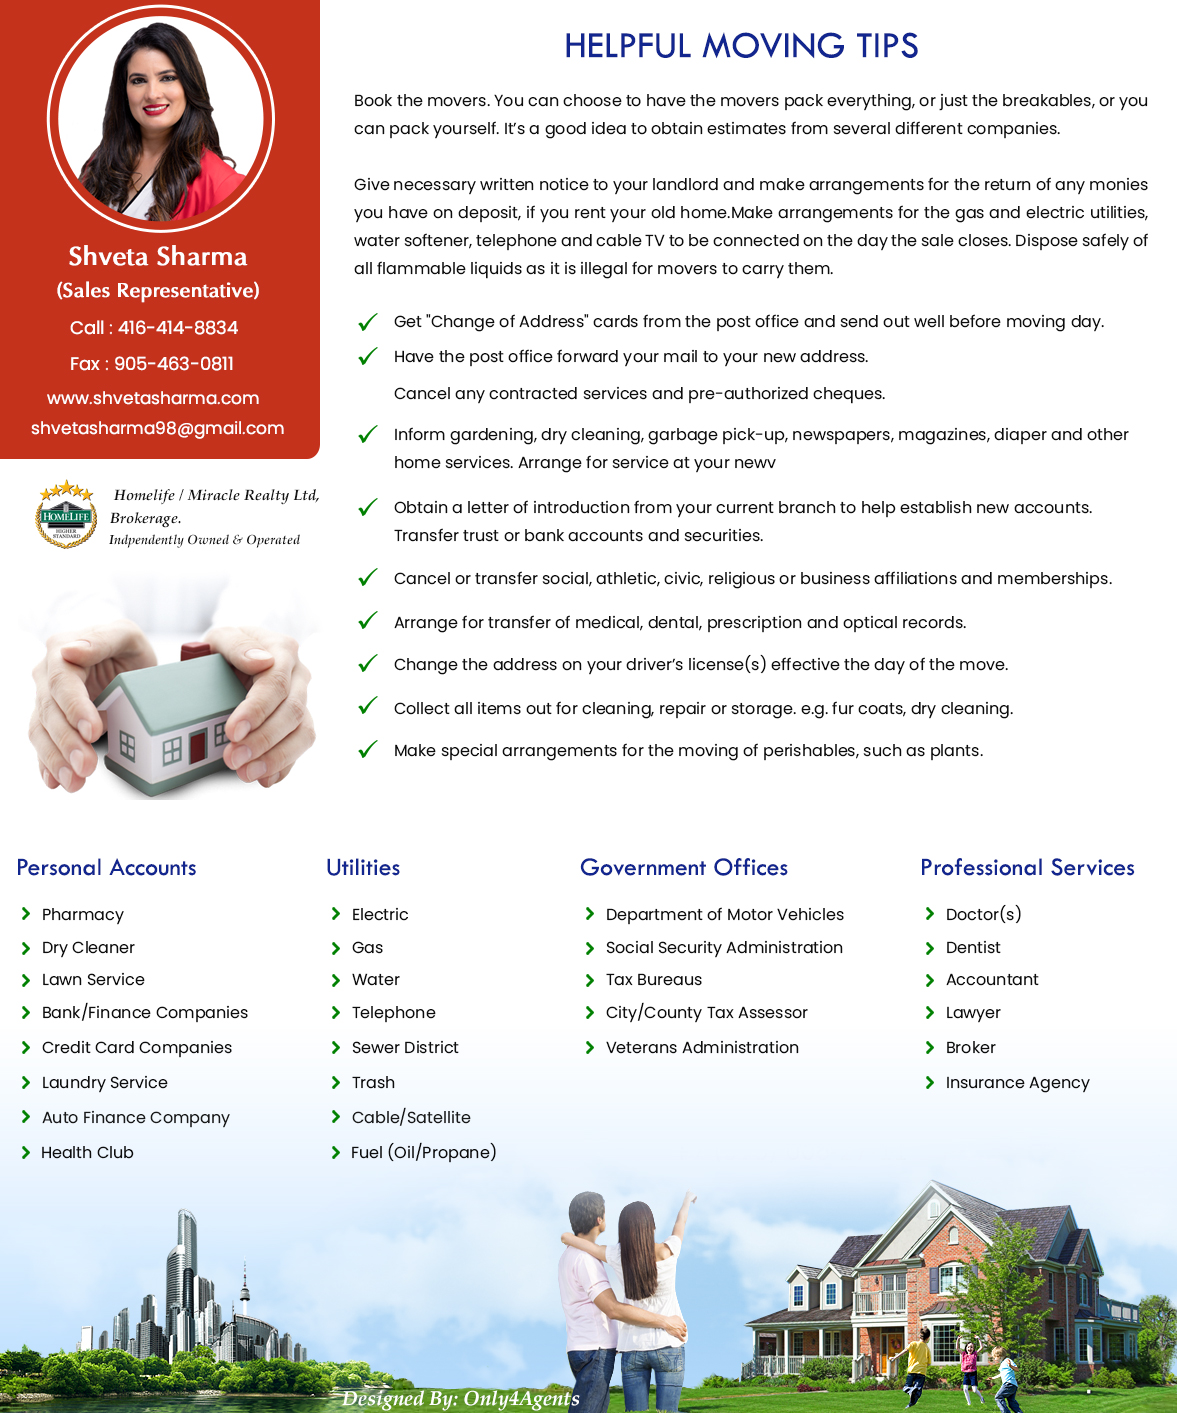 Shveta Sharma
(Sales Representative)
Call : 416-414-8834
Fax : 905-463-0811
www.shvetasharma.com
shvetasharma98@gmail.com
HOMELIFE
HIGHER
STANDARD
Homelife / Miracle Realty Ltd,
Brokerage.
Indpendently Owned & Operated
HELPFUL MOVING TIPS
Book the movers. You can choose to have the movers pack everything, or just the breakables, or you
can pack yourself. It’s a good idea to obtain estimates from several different companies.
Give necessary written notice to your landlord and make arrangements for the return of any monies
you have on deposit, if you rent your old home.Make arrangements for the gas and electric utilities,
water softener, telephone and cable TV to be connected on the day the sale closes. Dispose safely of
all flammable liquids as it is illegal for movers to carry them.
Get "Change of Address" cards from the post office and send out well before moving day.
Have the post office forward your mail to your new address.
Cancel any contracted services and pre-authorized cheques.
Inform gardening, dry cleaning, garbage pick-up, newspapers, magazines, diaper and other
home services. Arrange for service at your newv
Obtain a letter of introduction from your current branch to help establish new accounts.
Transfer trust or bank accounts and securities.
Cancel or transfer social, athletic, civic, religious or business affiliations and memberships.
Arrange for transfer of medical, dental, prescription and optical records.
Change the address on your driver’s license(s) effective the day of the move.
Collect all items out for cleaning, repair or storage. e.g. fur coats, dry cleaning.
Make special arrangements for the moving of perishables, such as plants.
Personal Accounts
Pharmacy
Dry Cleaner
Lawn Service
Bank/Finance Companies
Credit Card Companies
Laundry Service
Auto Finance Company
Health Club
Utilities
Electric
Gas
Water
Telephone
Sewer District
Trash
Cable/Satellite
Fuel (Oil/Propane)
Government Offices
Department of Motor Vehicles
Social Security Administration
Tax Bureaus
City/County Tax Assessor
Veterans Administration
Professional Services
Doctor(s)
Dentist
Accountant
Lawyer
Broker
Insurance Agency
Designed By: Only4Agents